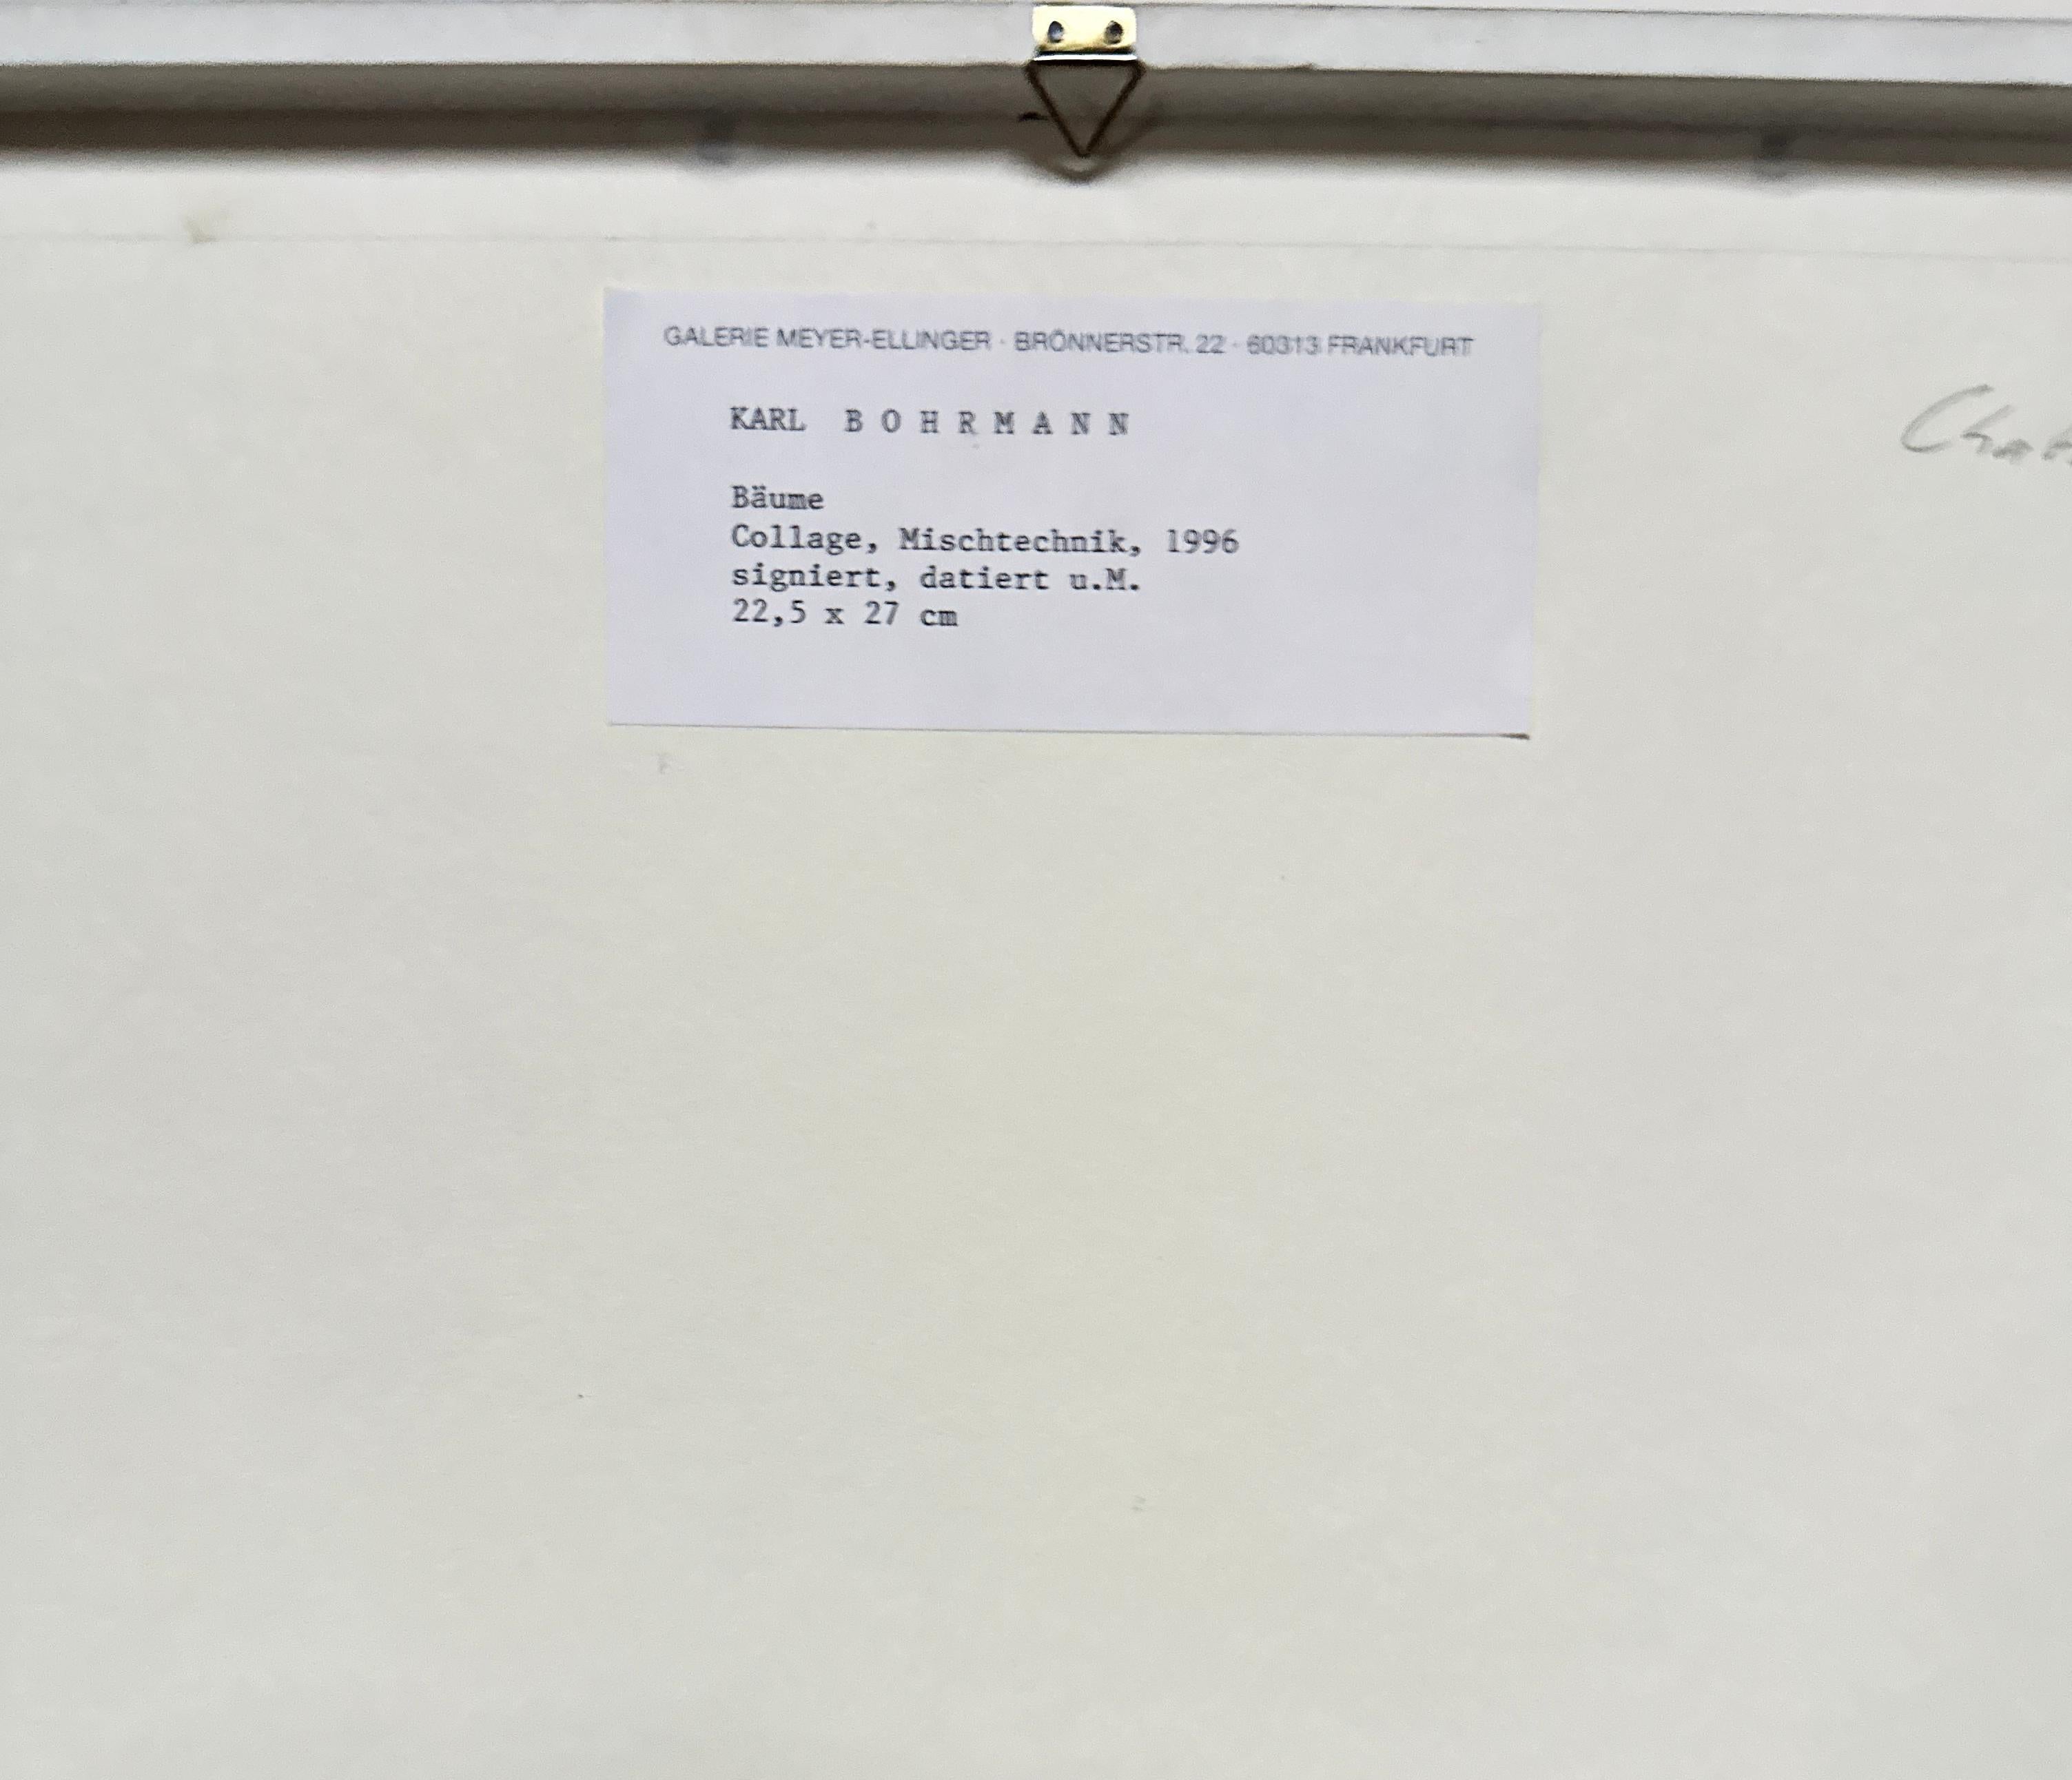 GALERIE MEYER-ELLINGER · BRÖNNERSTR. 22 · 60313 FRANKFURT
KARL B O H R M A N N
Bäume
Collage, Mischtechnik, 1996
signiert, datiert u.M.
22,5 x 27 cm